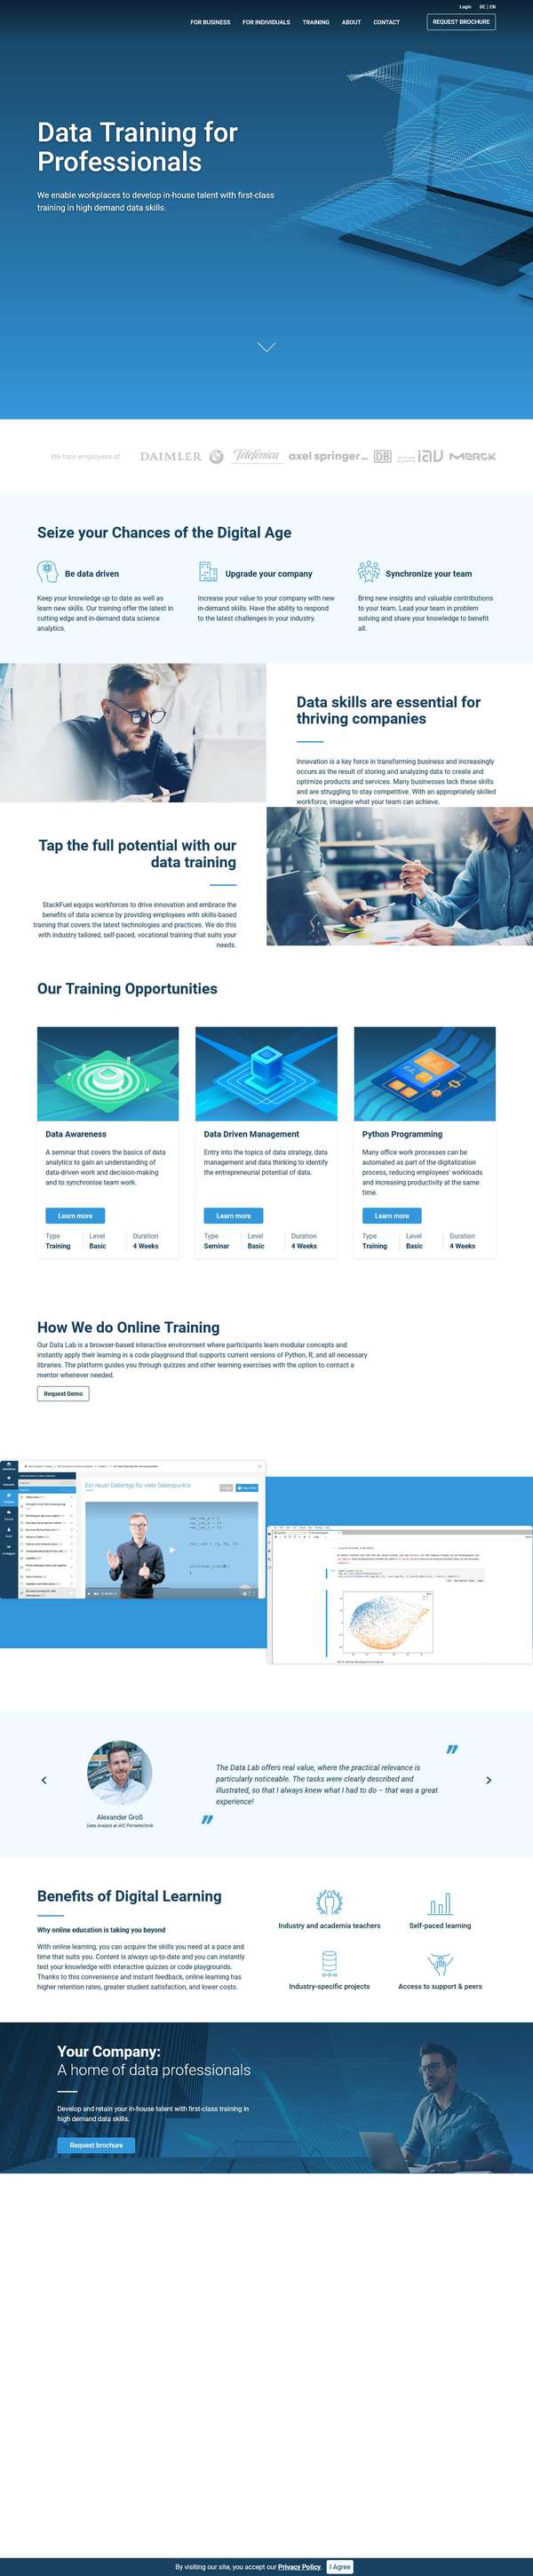 Login DE | EN
FOR BUSINESS FOR INDIVIDUALS TRAINING ABOUT CONTACT REQUEST BROCHURE
Data Training for
Professionals
We enable workplaces to develop in-house talent with first-class
training in high demand data skills.
We train employees of DAIMLER Telefónica axel springer DB iau MERCK
Seize your Chances of the Digital Age
Be data driven
Keep your knowledge up to date as well as
learn new skills. Our training offer the latest in
cutting edge and in-demand data science
analytics.
Upgrade your company
Increase your value to your company with new
in-demand skills. Have the ability to respond
to the latest challenges in your industry.
Synchronize your team
Bring new insights and valuable contributions
to your team. Lead your team in problem
solving and share your knowledge to benefit
all.
Data skills are essential for
thriving companies
Innovation is a key force in transforming business and increasingly
occurs as the result of storing and analyzing data to create and
optimize products and services. Many businesses lack these skills
and are struggling to stay competitive. With an appropriately skilled
workforce, imagine what your team can achieve.
Tap the full potential with our
data training
StackFuel equips workforces to drive innovation and embrace the
benefits of data science by providing employees with skills-based
training that covers the latest technologies and practices. We do this
with industry tailored, self-paced, vocational training that suits your
needs.
Our Training Opportunities
Data Awareness
A seminar that covers the basics of data
analytics to gain an understanding of
data-driven work and decision-making
and to synchronise team work.
Learn more
Type Level Duration
Training Basic 4 Weeks
Data Driven Management
Entry into the topics of data strategy, data
management and data thinking to identify
the entrepreneurial potential of data.
Learn more
Type Level Duration
Seminar Basic 4 Weeks
Python Programming
Many office work processes can be
automated as part of the digitalization
process, reducing employees' workloads
and increasing productivity at the same
time.
Learn more
Type Level Duration
Training Basic 4 Weeks
How We do Online Training
Our Data Lab is a browser-based interactive environment where participants learn modular concepts and
instantly apply their learning in a code playground that supports current versions of Python, R, and all necessary
libraries. The platform guides you through quizzes and other learning exercises with the option to contact a
mentor whenever needed.
Request Demo
Ein neuer Datentyp für viele Datenpunkte
The Data Lab offers real value, where the practical relevance is
particularly noticeable. The tasks were clearly described and
illustrated, so that I always knew what I had to do – that was a great
experience!
Alexander Groß
Data Analyst at AIC Portaltechnik
Benefits of Digital Learning
Why online education is taking you beyond
With online learning, you can acquire the skills you need at a pace and
time that suits you. Content is always up-to-date and you can instantly
test your knowledge with interactive quizzes or code playgrounds.
Thanks to this convenience and instant feedback, online learning has
higher retention rates, greater student satisfaction, and lower costs.
Industry and academia teachers
Self-paced learning
Industry-specific projects
Access to support & peers
Your Company:
A home of data professionals
Develop and retain your in-house talent with first-class training in
high demand data skills.
Request brochure
By visiting our site, you accept our Privacy Policy. I Agree